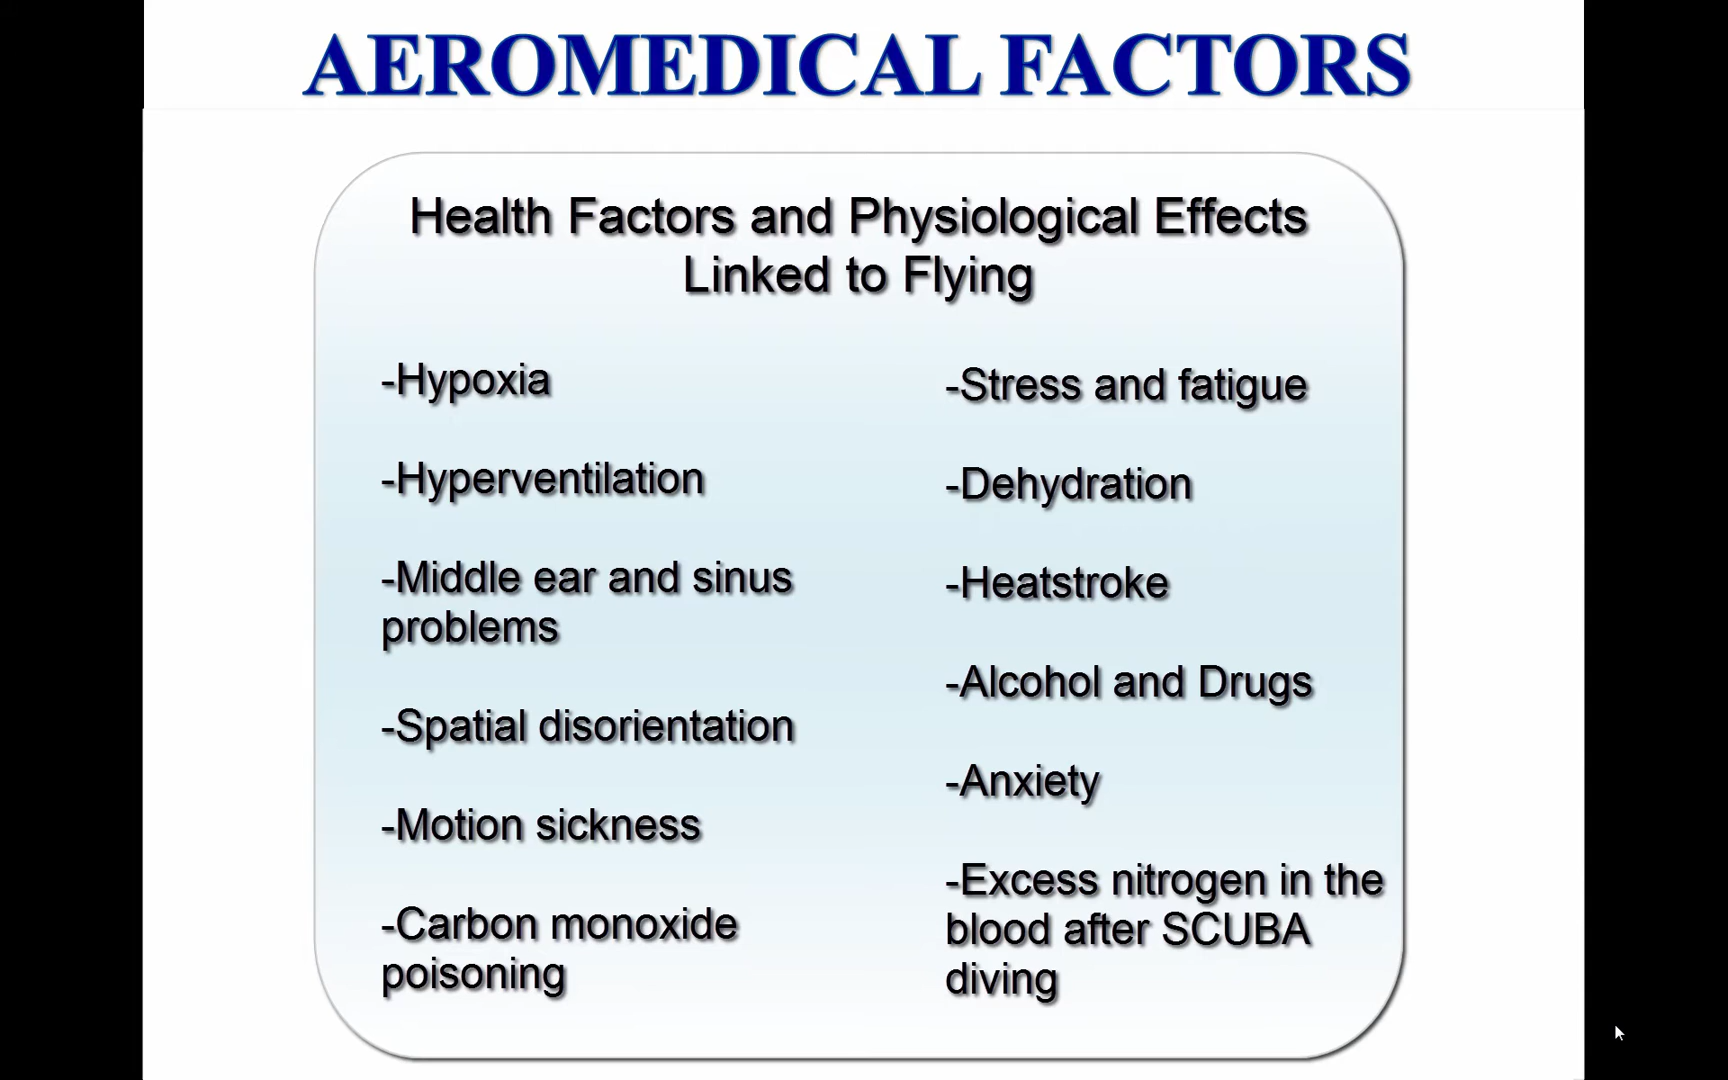 AEROMEDICAL FACTORS
Health Factors and Physiological Effects
Linked to Flying
-Hypoxia
-Hyperventilation
-Middle ear and sinus
problems
-Spatial disorientation
-Motion sickness
-Carbon monoxide
poisoning
-Stress and fatigue
-Dehydration
-Heatstroke
-Alcohol and Drugs
-Anxiety
-Excess nitrogen in the
blood after SCUBA
diving